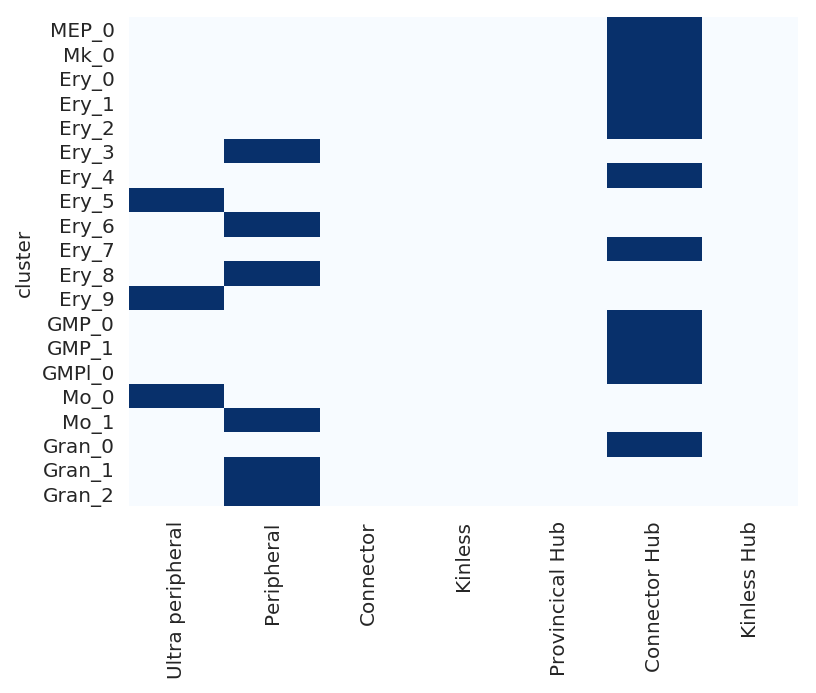 MEP_0
Mk_0
Ery_0
Ery_1
Ery_2
Ery_3
Ery_4
Ery_5
Ery_6
Ery_7
Ery_8
Ery_9
GMP_0
GMP_1
GMPl_0
Mo_0
Mo_1
Gran_0
Gran_1
Gran_2
cluster
Ultra peripheral
Peripheral
Connector
Kinless
Provincical Hub
Connector Hub
Kinless Hub